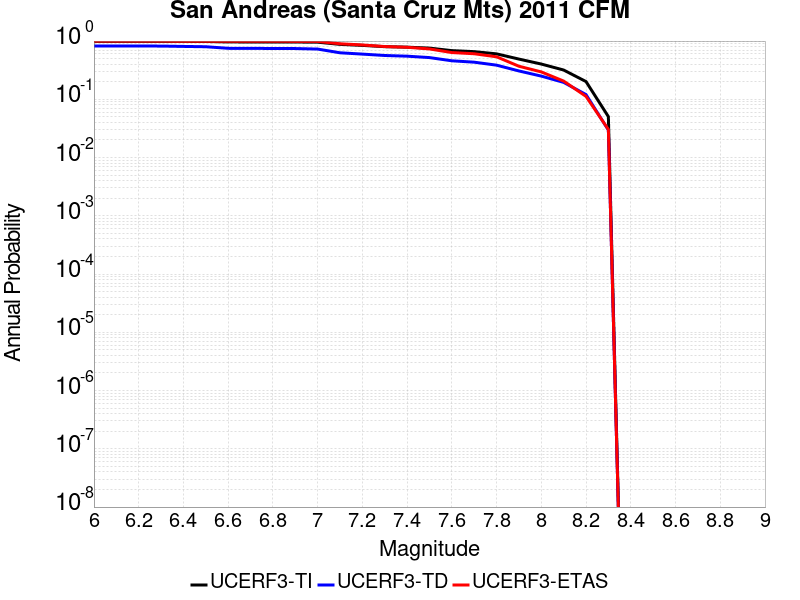 San Andreas (Santa Cruz Mts) 2011 CFM
Annual Probability
10^0
10^-1
10^-2
10^-3
10^-4
10^-5
10^-6
10^-7
10^-8
6 6.2 6.4 6.6 6.8 7 7.2 7.4 7.6 7.8 8 8.2 8.4 8.6 8.8 9
Magnitude
UCERF3-TI UCERF3-TD UCERF3-ETAS